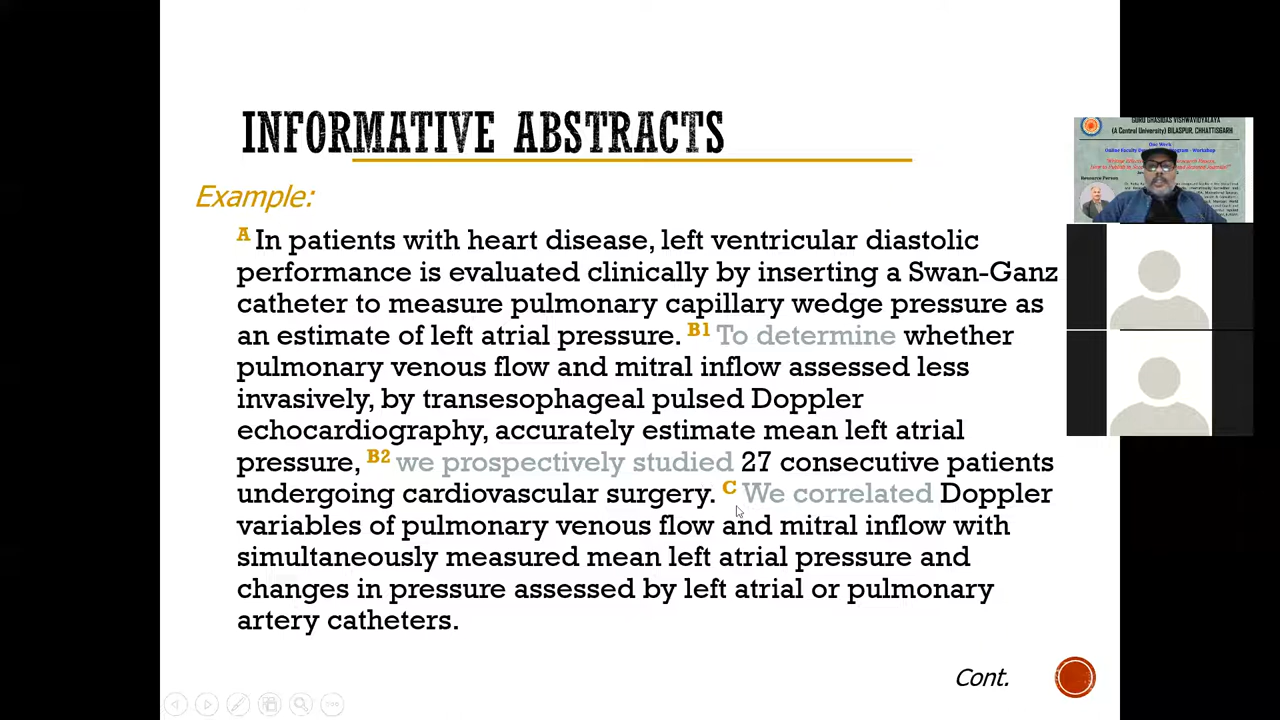 INFORMATIVE ABSTRACTS
Example:
A In patients with heart disease, left ventricular diastolic
performance is evaluated clinically by inserting a Swan-Ganz
catheter to measure pulmonary capillary wedge pressure as
an estimate of left atrial pressure. B1 To determine whether
pulmonary venous flow and mitral inflow assessed less
invasively, by transesophageal pulsed Doppler
echocardiography, accurately estimate mean left atrial
pressure, B2 we prospectively studied 27 consecutive patients
undergoing cardiovascular surgery. C We correlated Doppler
variables of pulmonary venous flow and mitral inflow with
simultaneously measured mean left atrial pressure and
changes in pressure assessed by left atrial or pulmonary
artery catheters.
Cont.
GURU GHASIDAS VISHWAVIDYALAYA
(A Central University) BILASPUR, CHHATTISGARH
One Week
Resource Person